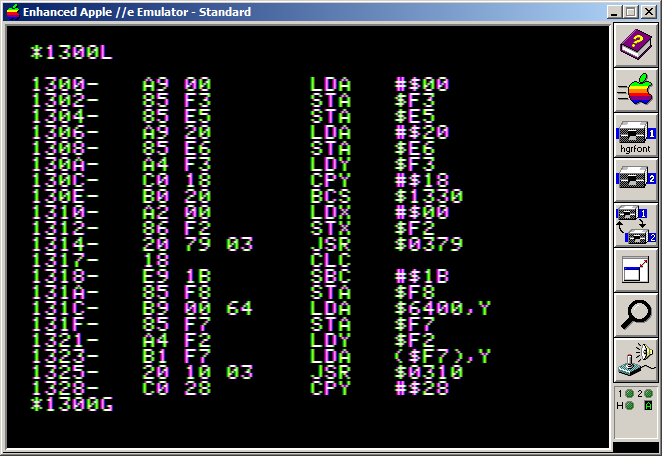 Enhanced Apple //e Emulator - Standard
*1300L
1300-   A9 00      LDA   #$00
1302-   85 F3      STA   $F3
1304-   85 E5      STA   $E5
1306-   A9 20      LDA   #$20
1308-   85 E6      STA   $E6
130A-   A4 F3      LDY   $F3
130C-   C0 18      CPY   #$18
130E-   B0 20      BCS   $1330
1310-   A2 00      LDX   #$00
1312-   86 F2      STX   $F2
1314-   20 79 03   JSR   $0379
1317-   18         CLC
1318-   E9 1B      SBC   #$1B
131A-   85 F8      STA   $F8
131C-   B9 00 64   LDA   $6400,Y
131F-   85 F7      STA   $F7
1321-   A4 F2      LDY   $F2
1323-   B1 F7      LDA   ($F7),Y
1325-   20 10 03   JSR   $0310
1328-   C0 28      CPY   #$28
*1300G
?
1
hgrfont
2
1
2
1 2
H A